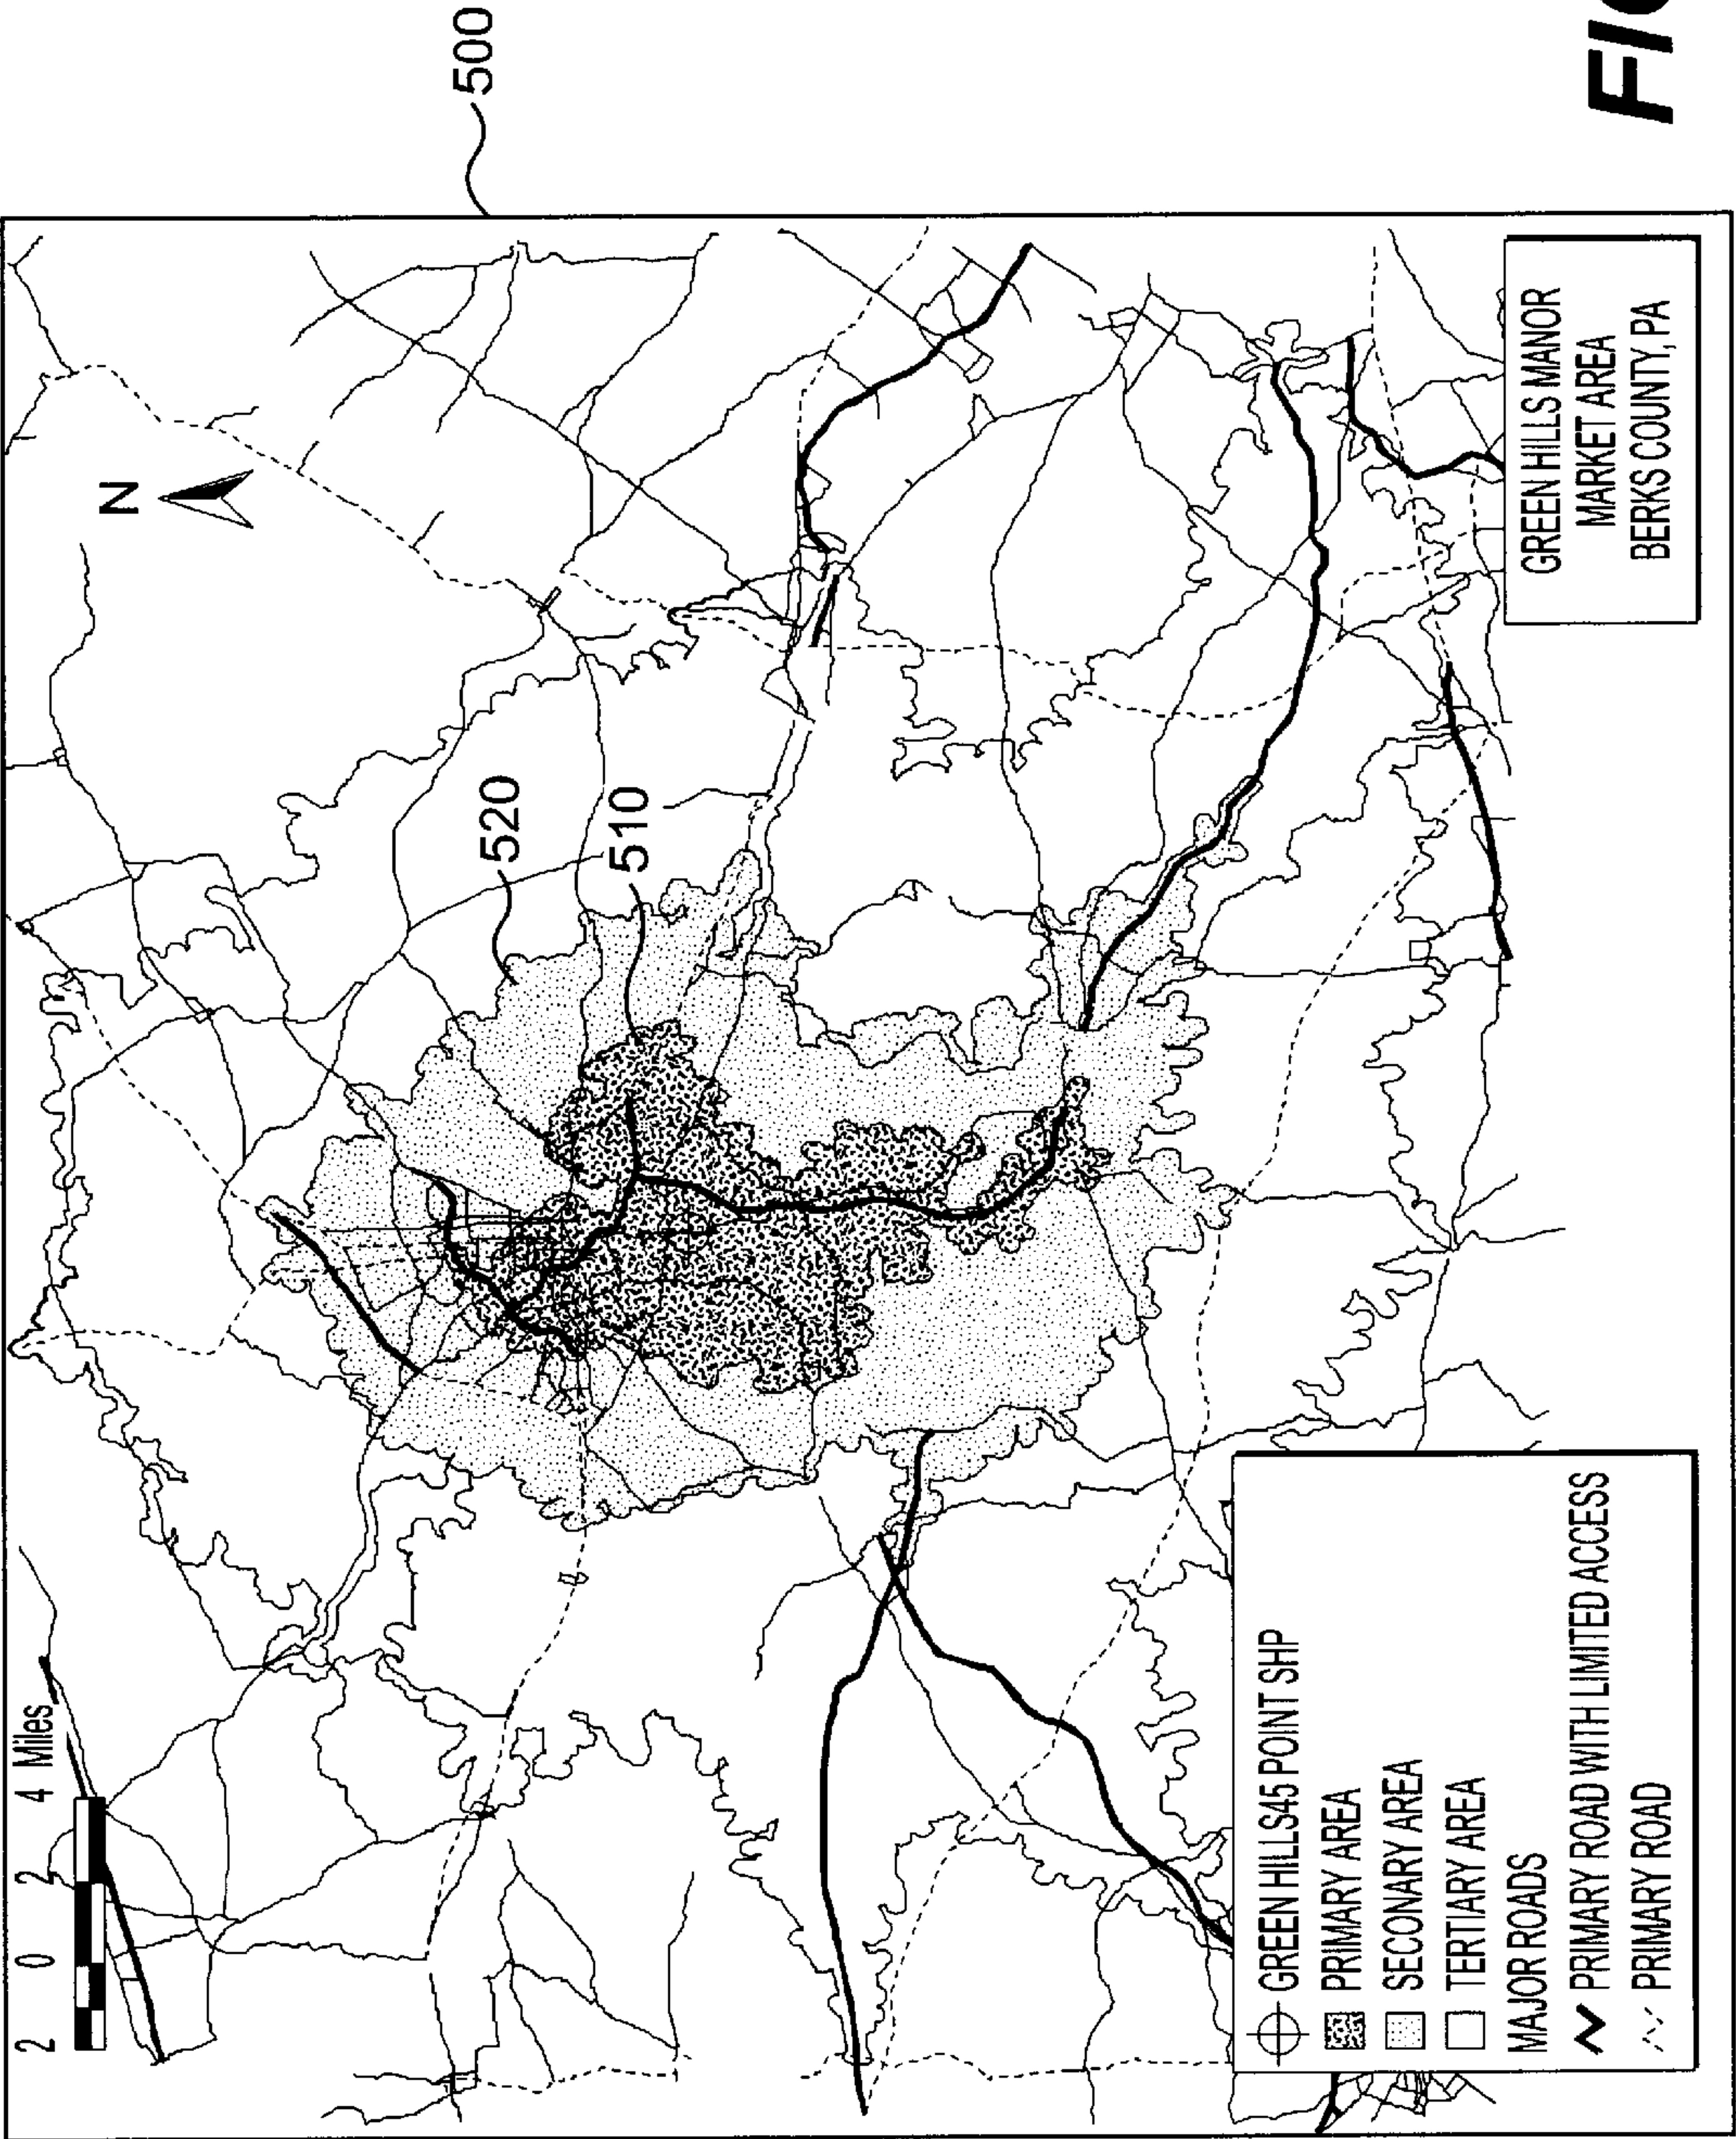 2 0 2 4 Miles
N
500
520
510
GREEN HILLS45 POINT SHP
PRIMARY AREA
SECONARY AREA
TERTIARY AREA
MAJOR ROADS
PRIMARY ROAD WITH LIMITED ACCESS
PRIMARY ROAD
GREEN HILLS MANOR
MARKET AREA
BERKS COUNTY, PA